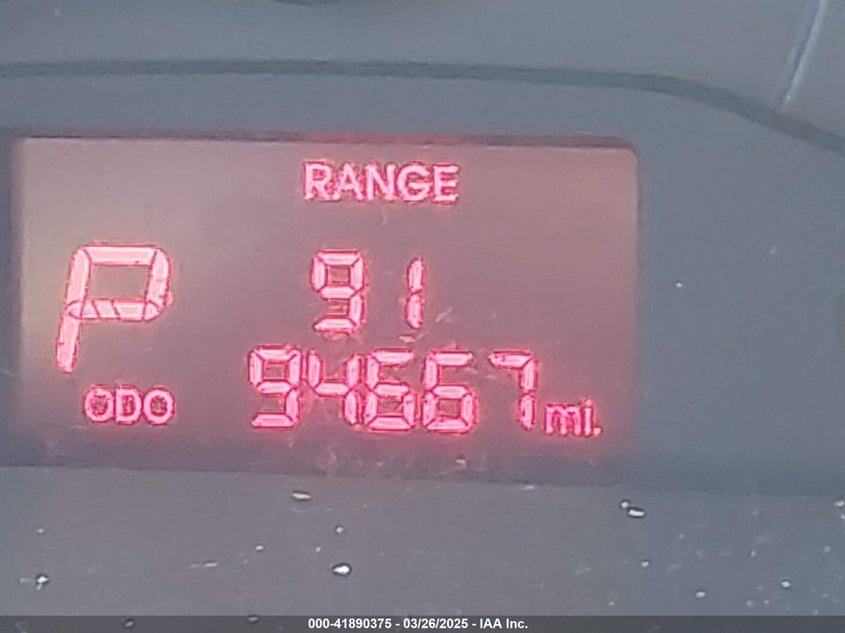 RANGE
P 91
ODO 94667 mi.
000-41890375 - 03/26/2025 - IAA Inc.